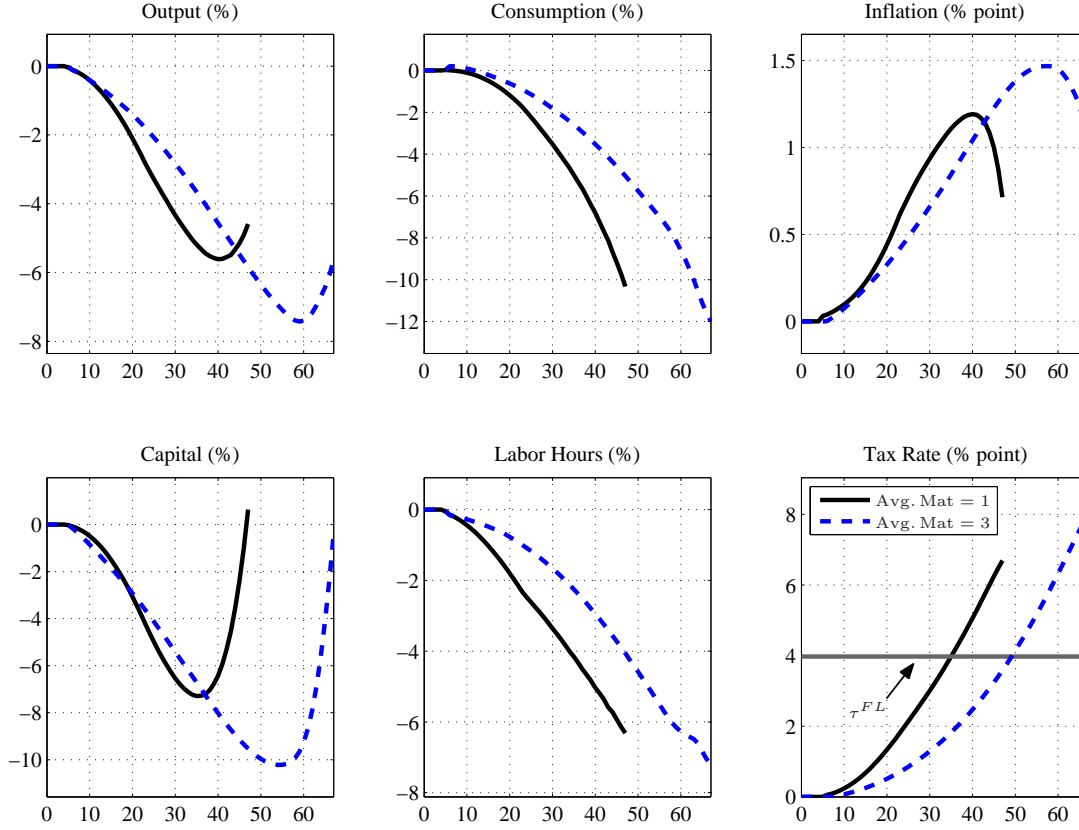 Output (%)
0
−2
−4
−6
−8
0 10 20 30 40 50 60
Consumption (%)
0
−2
−4
−6
−8
−10
−12
0 10 20 30 40 50 60
Inflation (% point)
1.5
1
0.5
0
0 10 20 30 40 50 60
Capital (%)
0
−2
−4
−6
−8
−10
0 10 20 30 40 50 60
Labor Hours (%)
0
−2
−4
−6
−8
0 10 20 30 40 50 60
Tax Rate (% point)
8
6
4
2
0
Avg. Mat = 1
Avg. Mat = 3
τ^{FL}
0 10 20 30 40 50 60